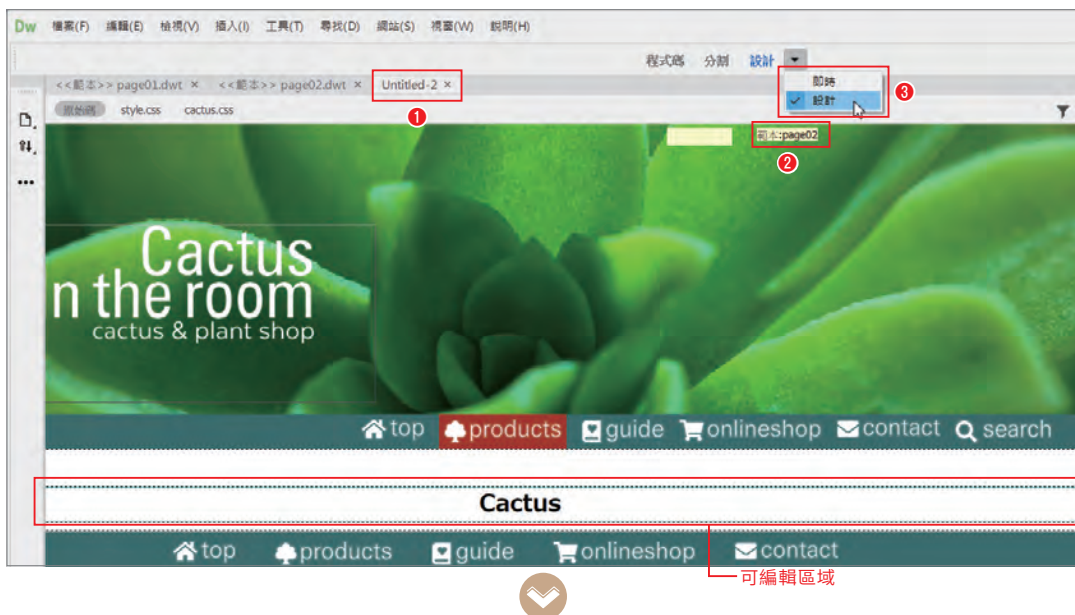 Dw 檔案(F) 編輯(E) 檢視(V) 插入(I) 工具(T) 尋找(D) 網站(S) 視窗(W) 說明(H)
程式碼 分割 設計
<<範本>> page01.dwt × <<範本>> page02.dwt × Untitled-2 ×
即時
設計
3
原始碼 style.css cactus.css
1
範本:page02
2
Cactus
n the room
cactus & plant shop
top products guide onlineshop contact search
Cactus
top products guide onlineshop contact
可編輯區域